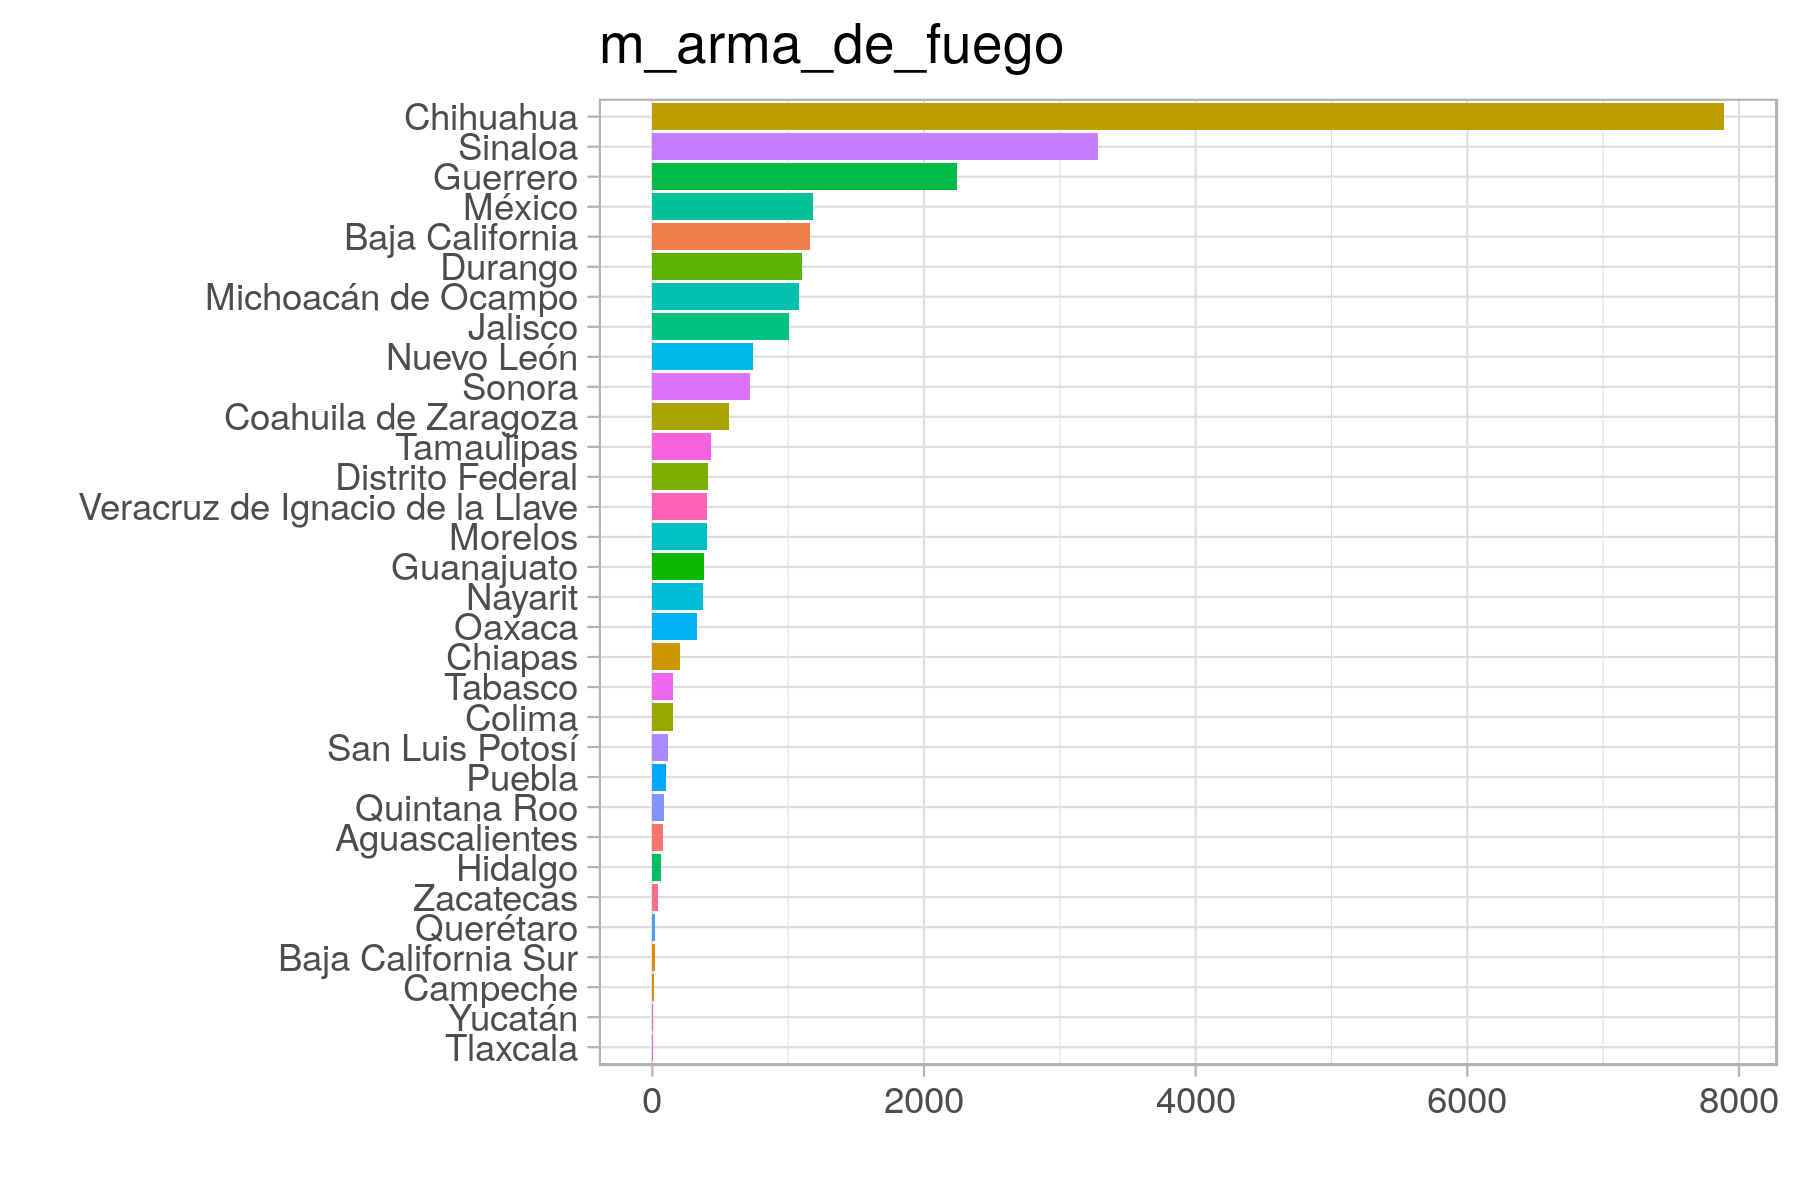 m_arma_de_fuego
Chihuahua
Sinaloa
Guerrero
México
Baja California
Durango
Michoacán de Ocampo
Jalisco
Nuevo León
Sonora
Coahuila de Zaragoza
Tamaulipas
Distrito Federal
Veracruz de Ignacio de la Llave
Morelos
Guanajuato
Nayarit
Oaxaca
Chiapas
Tabasco
Colima
San Luis Potosí
Puebla
Quintana Roo
Aguascalientes
Hidalgo
Zacatecas
Querétaro
Baja California Sur
Campeche
Yucatán
Tlaxcala
0 2000 4000 6000 8000